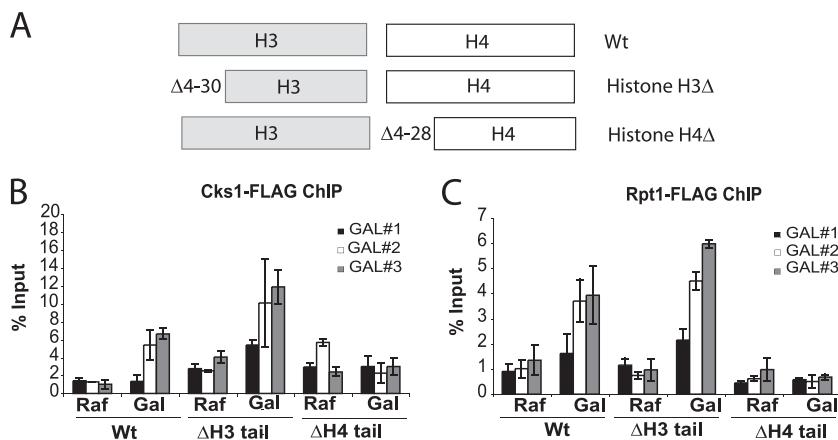 A
H3 H4 Wt
Δ4-30 H3 H4 Histone H3Δ
H3 Δ4-28 H4 Histone H4Δ
B
Cks1-FLAG ChIP
% Input
20
18
16
14
12
10
8
6
4
2
0
GAL#1
GAL#2
GAL#3
Raf Gal Raf Gal Raf Gal
Wt ΔH3 tail ΔH4 tail
C
Rpt1-FLAG ChIP
% Input
7
6
5
4
3
2
1
0
GAL#1
GAL#2
GAL#3
Raf Gal Raf Gal Raf Gal
Wt ΔH3 tail ΔH4 tail